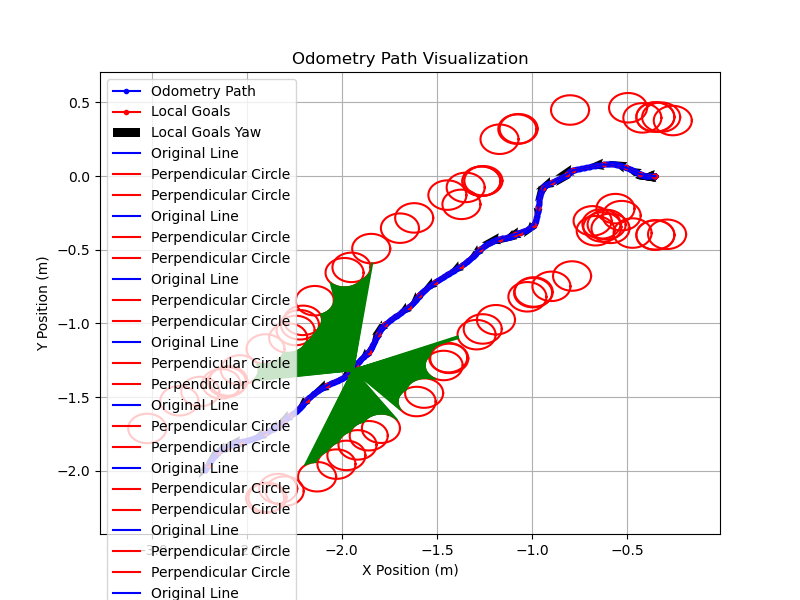 Odometry Path Visualization
Y Position (m)
0.5
0.0
−0.5
−1.0
−1.5
−2.0
Odometry Path
Local Goals
Local Goals Yaw
Original Line
Perpendicular Circle
Perpendicular Circle
Original Line
Perpendicular Circle
Perpendicular Circle
Original Line
Perpendicular Circle
Perpendicular Circle
Original Line
Perpendicular Circle
Perpendicular Circle
Original Line
Perpendicular Circle
Perpendicular Circle
Original Line
Perpendicular Circle
Perpendicular Circle
Original Line
Perpendicular Circle
Perpendicular Circle
Original Line
−2.0 −1.5 −1.0 −0.5
X Position (m)